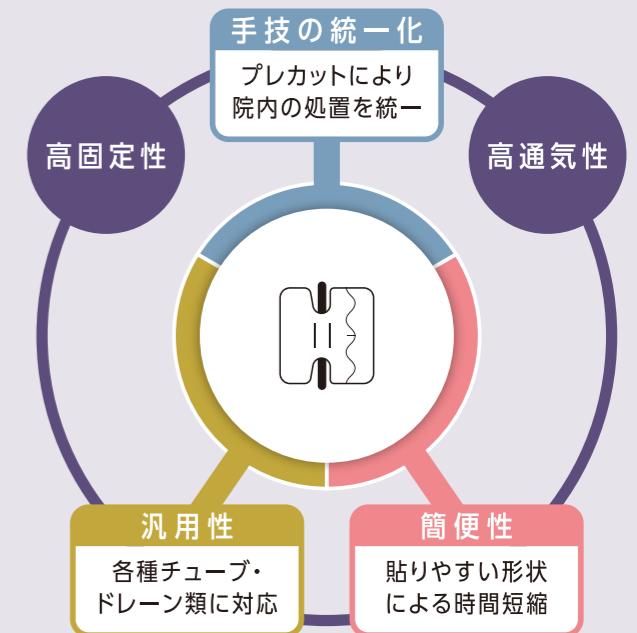 手技の統一化
プレカットにより
院内の処置を統一
高固定性
高通気性
汎用性
各種チューブ・
ドレーン類に対応
簡便性
貼りやすい形状
による時間短縮